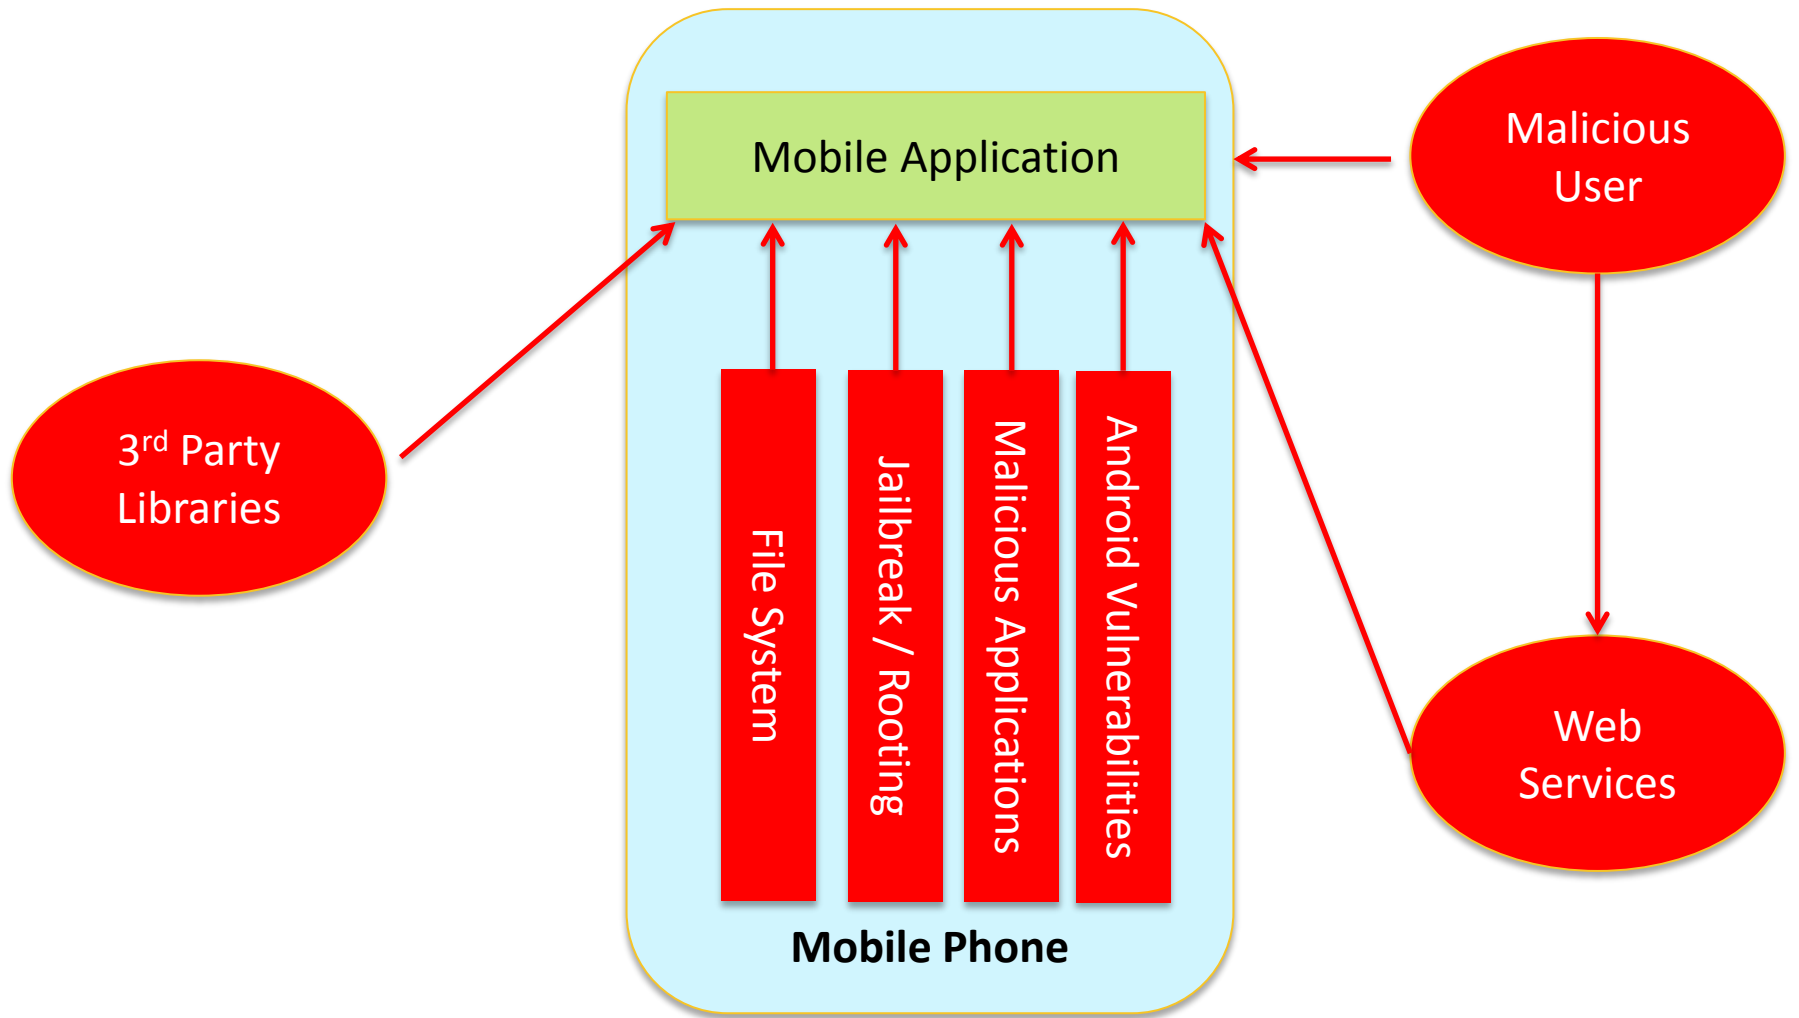 Mobile Application
Malicious
User
3rd Party
Libraries
File System
Jailbreak / Rooting
Malicious Applications
Android Vulnerabilities
Web
Services
Mobile Phone